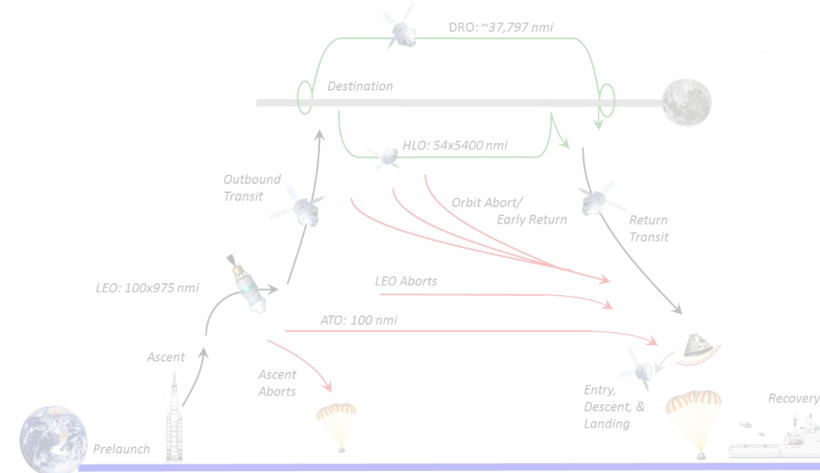 DRO: ~37,797 nmi
Destination
HLO: 54x5400 nmi
Outbound
Transit
Orbit Abort/
Early Return
Return
Transit
LEO: 100x975 nmi
LEO Aborts
ATO: 100 nmi
Ascent
Ascent
Aborts
Entry,
Descent, &
Landing
Recovery
Prelaunch